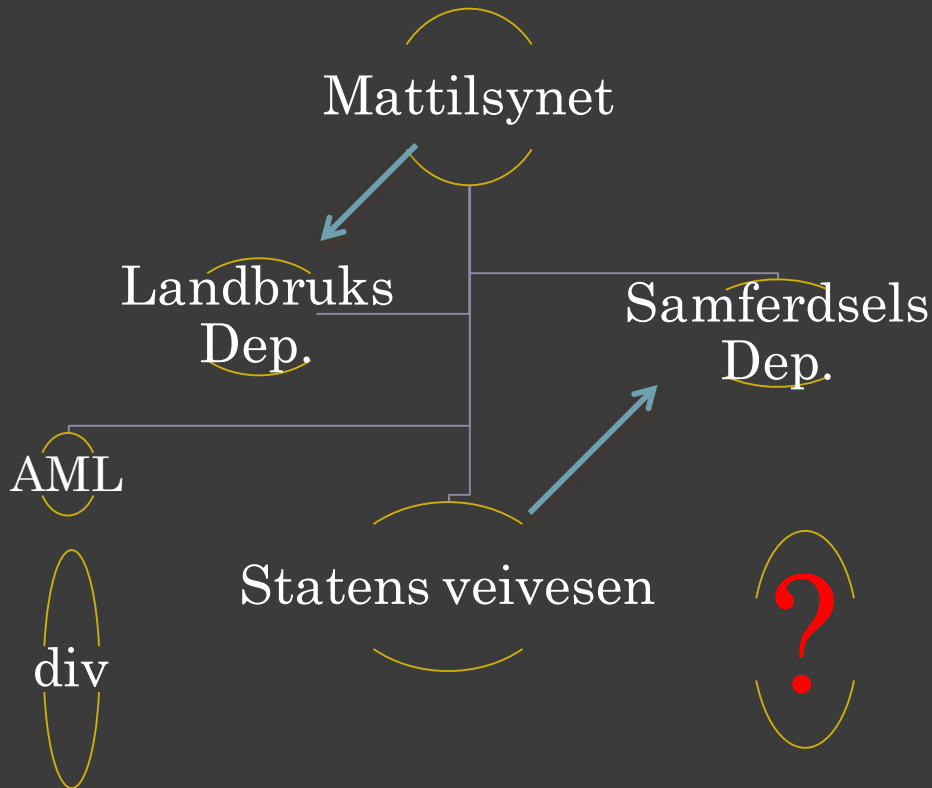 Mattilsynet
Landbruks
Dep.
Samferdsels
Dep.
AML
Statens veivesen
?
div